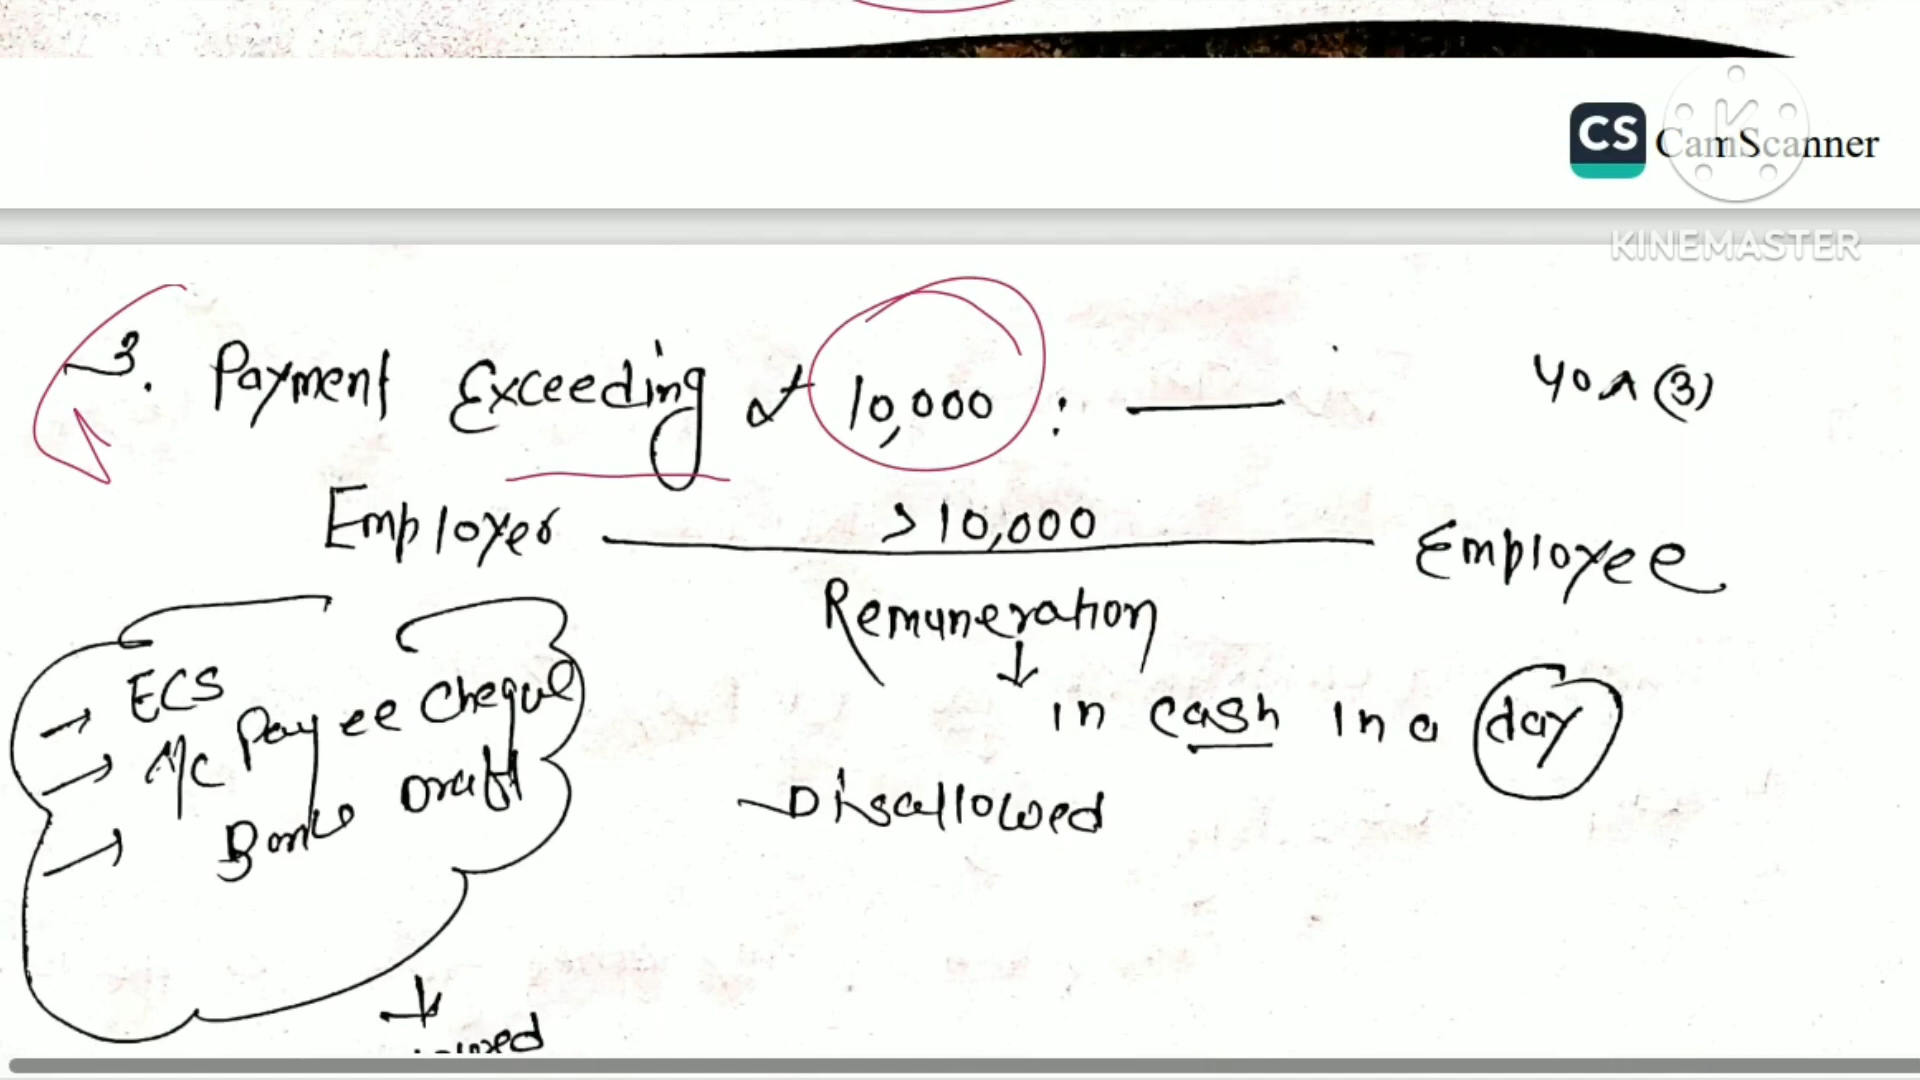 CS CamScanner
KINEMASTER
3. Payment Exceeding ₹ 10,000 : — 40A(3)
Employer >10,000 Employee
Remuneration
in cash in a day
Disallowed
→ ECS
→ A/C Payee Cheque
→ Bank Draft